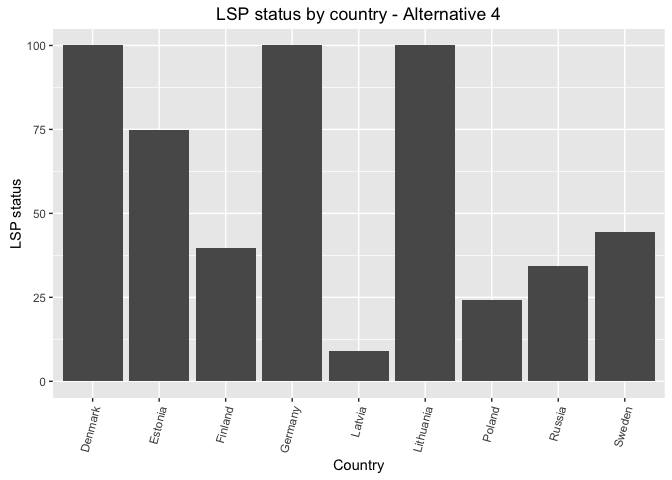 LSP status by country - Alternative 4
LSP status
100
75
50
25
0
Denmark
Estonia
Finland
Germany
Latvia
Lithuania
Poland
Russia
Sweden
Country